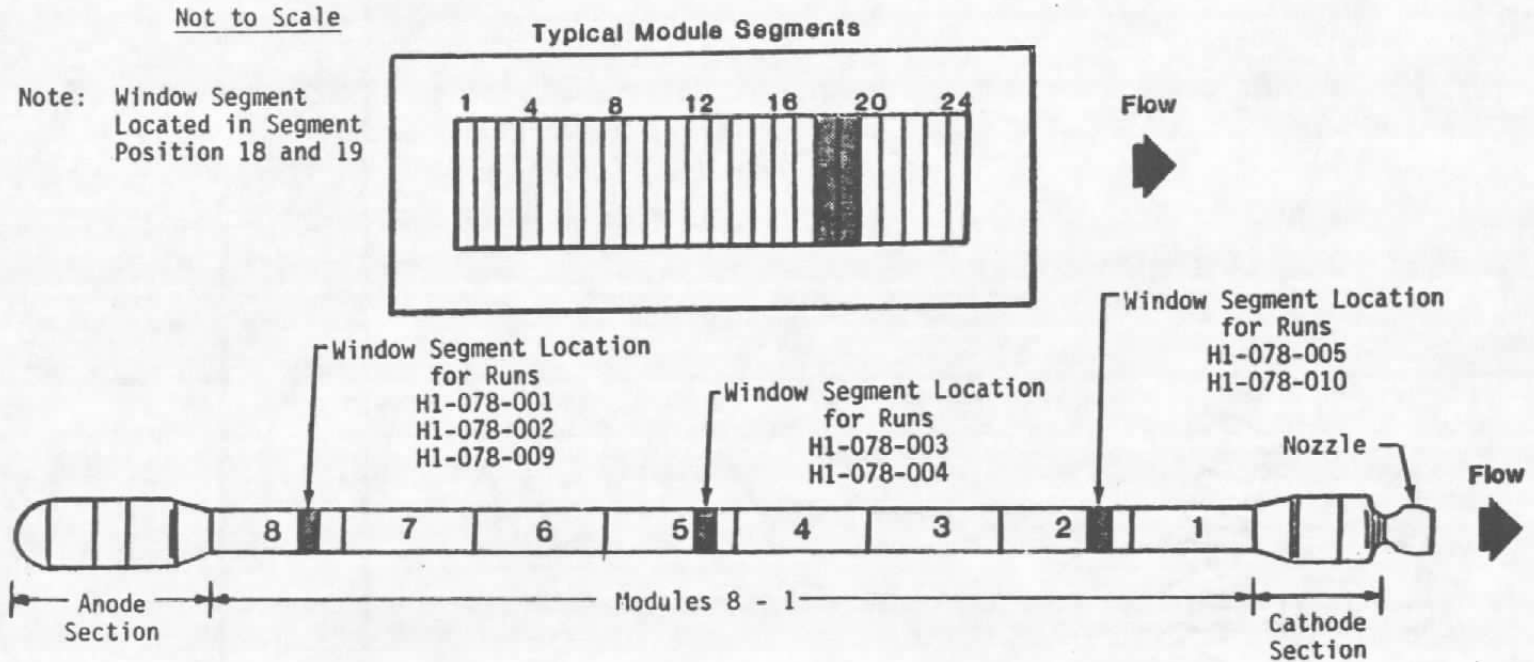 Not to Scale
Typical Module Segments
Note: Window Segment
Located in Segment
Position 18 and 19
1 4 8 12 16 20 24
Flow
Window Segment Location
for Runs
H1-078-001
H1-078-002
H1-078-009
Window Segment Location
for Runs
H1-078-003
H1-078-004
Window Segment Location
for Runs
H1-078-005
H1-078-010
Nozzle
Flow
8 7 6 5 4 3 2 1
Anode
Section
Modules 8 - 1
Cathode
Section